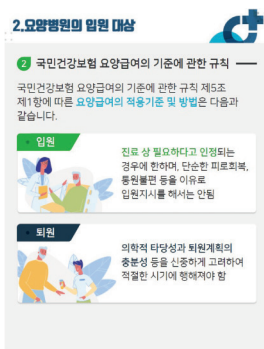 2.요양병원의 입원 대상
2 국민건강보험 요양급여의 기준에 관한 규칙
국민건강보험 요양급여의 기준에 관한 규칙 제5조
제1항에 따른 요양급여의 적용기준 및 방법은 다음과
같습니다.
입원
진료 상 필요하다고 인정되는
경우에 한하며, 단순한 피로회복,
통원불편 등을 이유로
입원지시를 해서는 안됨
퇴원
의학적 타당성과 퇴원계획의
충분성 등을 신중하게 고려하여
적절한 시기에 행해져야 함